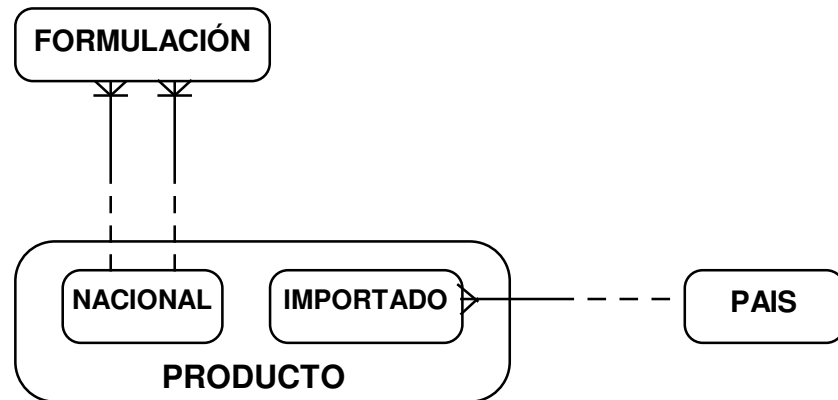 FORMULACIÓN
NACIONAL
IMPORTADO
PAIS
PRODUCTO